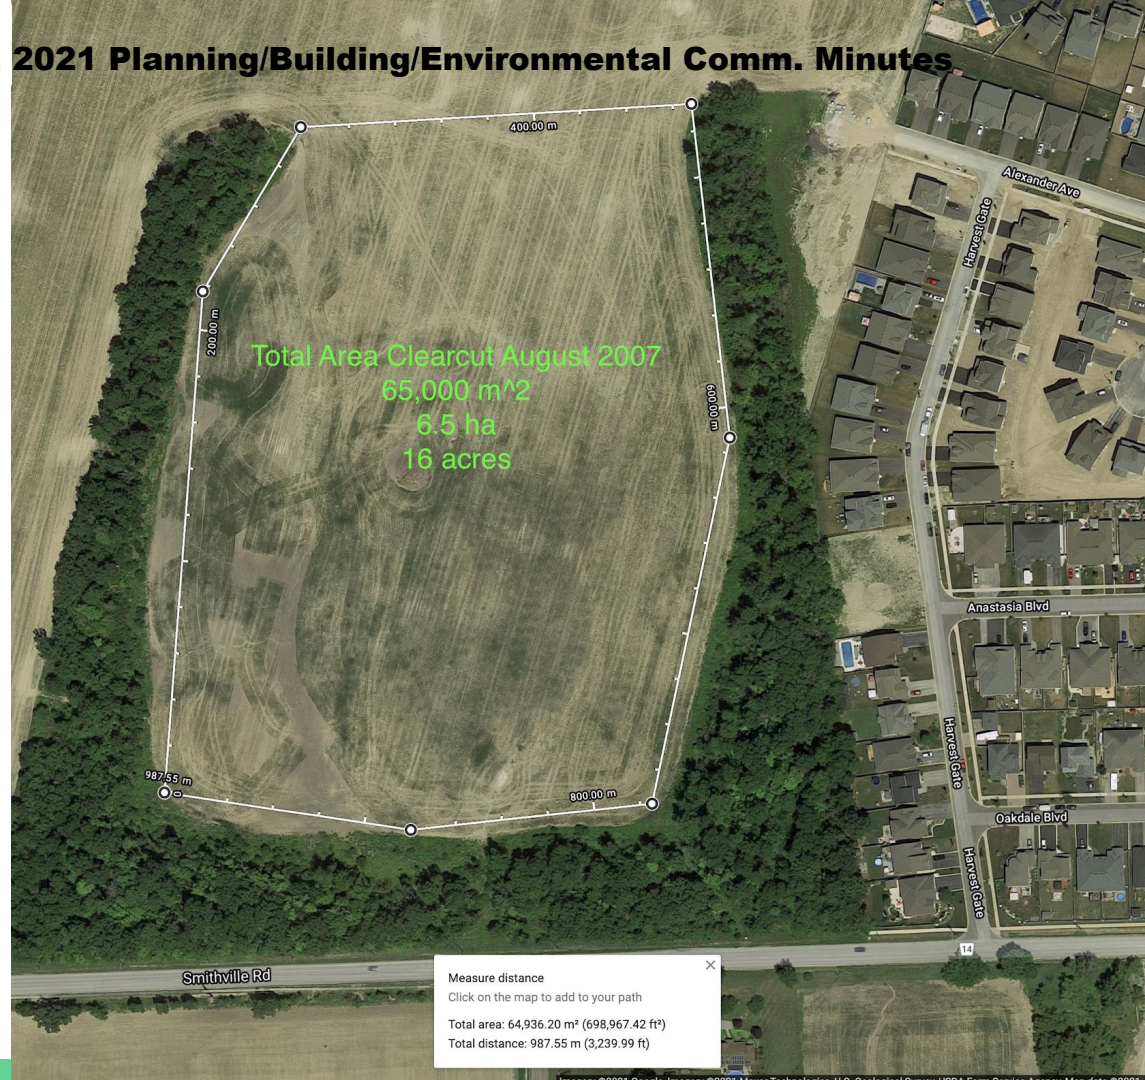 2021 Planning/Building/Environmental Comm. Minutes
400.00 m
Alexander Ave
Harvest Gate
200.00 m
Total Area Clearcut August 2007
65,000 m^2
6.5 ha
16 acres
600.00 m
Anastasia Blvd
Harvest Gate
987.55 m
0
800.00 m
Oakdale Blvd
Harvest Gate
14
Smithville Rd
Measure distance
Click on the map to add to your path
Total area: 64,936.20 m² (698,967.42 ft²)
Total distance: 987.55 m (3,239.99 ft)